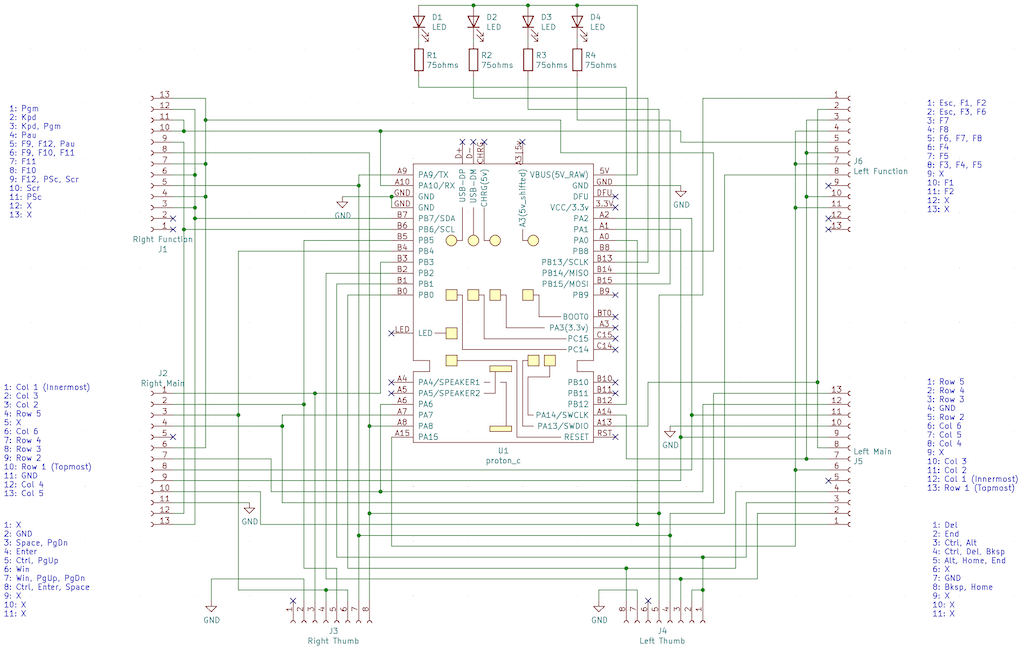 D1
LED
D2
LED
D3
LED
D4
LED
R1
75ohms
R2
75ohms
R3
75ohms
R4
75ohms
1: Pgm
2: Kpd
3: Kpd, Pgm
4: Pau
5: F9, F12, Pau
6: F9, F10, F11
7: F11
8: F10
9: F12, PSc, Scr
10: Scr
11: PSc
12: X
13: X
13
12
11
10
9
8
7
6
5
4
3
2
1
Right Function
J1
1: Esc, F1, F2
2: Esc, F3, F6
3: F7
4: F8
5: F6, F7, F8
6: F4
7: F5
8: F3, F4, F5
9: X
10: F1
11: F2
12: X
13: X
1
2
3
4
5
6
7
8
9
10
11
12
13
J6
Left Function
D+
D-
CHRG
A3|5v
USB-DP
USB-DM
CHRG(5v)
A3(5v_shifted)
A9 PA9/TX
A10 PA10/RX
GND GND
GND GND
B7 PB7/SDA
B6 PB6/SCL
B5 PB5
B4 PB4
B3 PB3
B2 PB2
B1 PB1
B0 PB0
LED LED
A4 PA4/SPEAKER1
A5 PA5/SPEAKER2
A6 PA6
A7 PA7
A8 PA8
A15 PA15
VBUS(5V_RAW) 5V
GND GND
DFU DFU
VCC/3.3v 3.3V
PA2 A2
PA1 A1
PA0 A0
PB8 B8
PB13/SCLK B13
PB14/MISO B14
PB15/MOSI B15
PB9 B9
BOOT0 BT0
PA3(3.3v) A3
PC15 C15
PC14 C14
PB10 B10
PB11 B11
PB12 B12
PA14/SWCLK A14
PA13/SWDIO A13
RESET RST
U1
proton_c
GND
GND
GND
GND
GND
GND
J2
Right Main
1
2
3
4
5
6
7
8
9
10
11
12
13
1: Col 1 (Innermost)
2: Col 3
3: Col 2
4: Row 5
5: X
6: Col 6
7: Row 4
8: Row 3
9: Row 2
10: Row 1 (Topmost)
11: GND
12: Col 4
13: Col 5
1: Row 5
2: Row 4
3: Row 3
4: GND
5: Row 2
6: Col 6
7: Col 5
8: Col 4
9: X
10: Col 3
11: Col 2
12: Col 1 (Innermost)
13: Row 1 (Topmost)
13
12
11
10
9
8
7
6
5
4
3
2
1
Left Main
J5
1: X
2: GND
3: Space, PgDn
4: Enter
5: Ctrl, PgUp
6: Win
7: Win, PgUp, PgDn
8: Ctrl, Enter, Space
9: X
10: X
11: X
1: Del
2: End
3: Ctrl, Alt
4: Ctrl, Del, Bksp
5: Alt, Home, End
6: X
7: GND
8: Bksp, Home
9: X
10: X
11: X
1 2 3 4 5 6 7 8
J3
Right Thumb
8 7 6 5 4 3 2 1
J4
Left Thumb